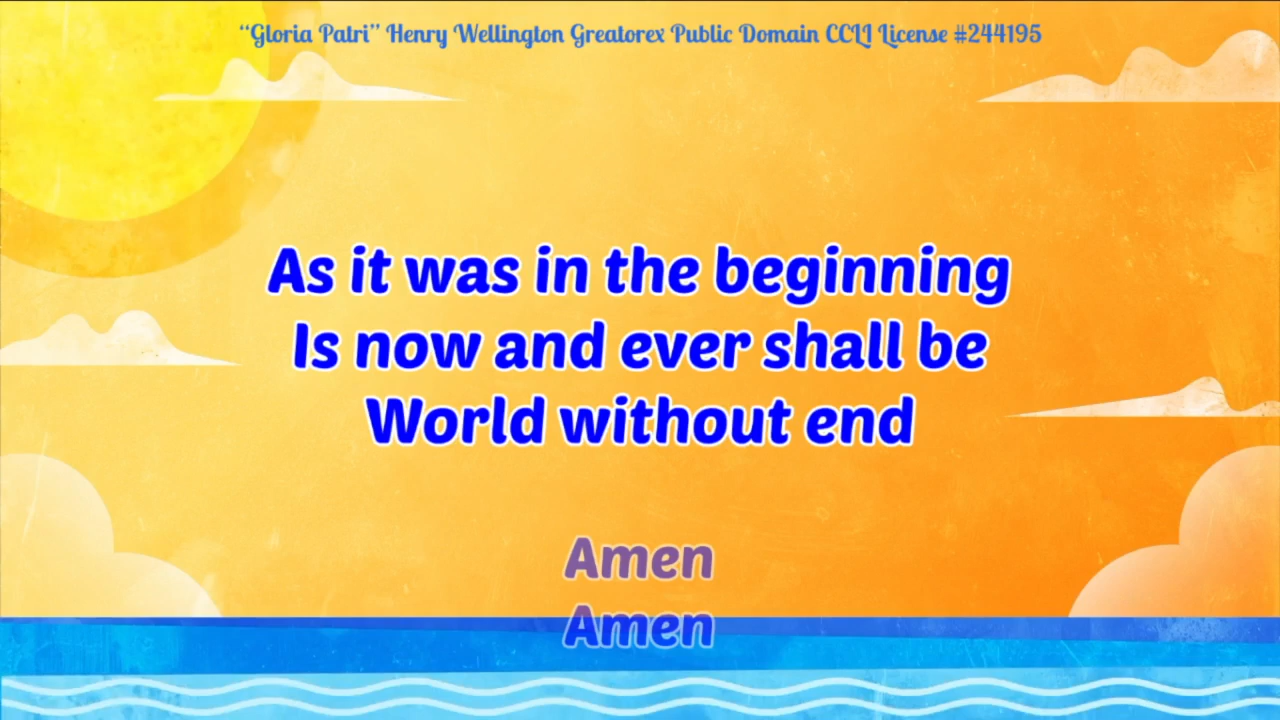 “Gloria Patri” Henry Wellington Greatorex Public Domain CCLI License #244195
As it was in the beginning
Is now and ever shall be
World without end
Amen
Amen